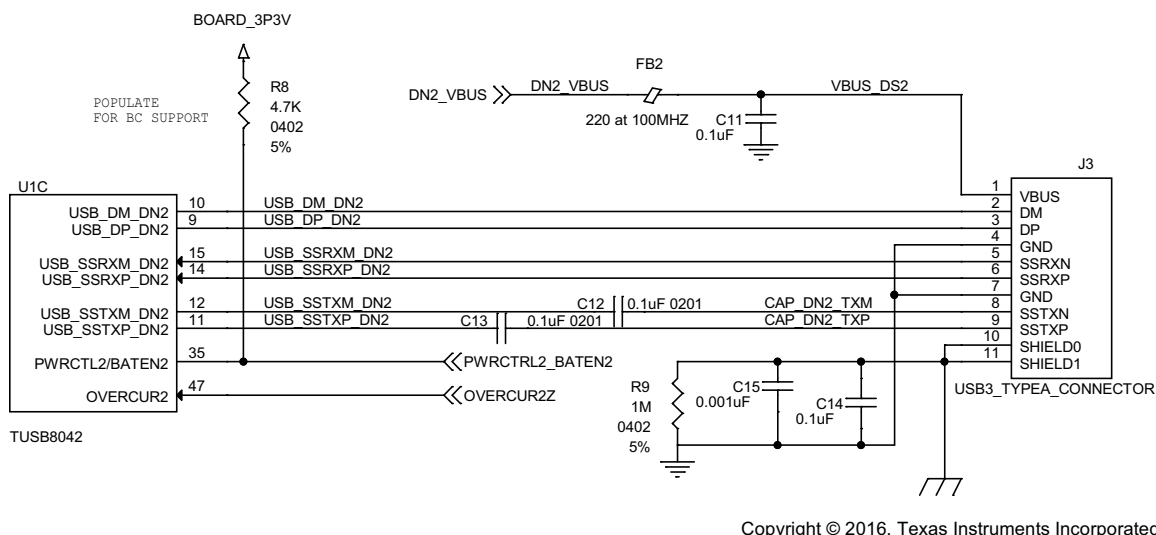 BOARD_3P3V
POPULATE
FOR BC SUPPORT
R8
4.7K
0402
5%
FB2
DN2_VBUS
DN2_VBUS
VBUS_DS2
220 at 100MHZ
C11
0.1uF
J3
U1C
USB_DM_DN2
10
USB_DM_DN2
USB_DP_DN2
9
USB_DP_DN2
USB_SSRXM_DN2
15
USB_SSRXM_DN2
USB_SSRXP_DN2
14
USB_SSRXP_DN2
USB_SSTXM_DN2
12
USB_SSTXM_DN2
C12
0.1uF 0201
CAP_DN2_TXM
USB_SSTXP_DN2
11
USB_SSTXP_DN2
C13
0.1uF 0201
CAP_DN2_TXP
PWRCTL2/BATEN2
35
PWRCTRL2_BATEN2
OVERCUR2
47
OVERCUR2Z
TUSB8042
1
VBUS
2
DM
3
DP
4
GND
5
SSRXN
6
SSRXP
7
GND
8
SSTXN
9
SSTXP
10
SHIELD0
11
SHIELD1
USB3_TYPEA_CONNECTOR
R9
1M
0402
5%
C15
0.001uF
C14
0.1uF
Copyright © 2016, Texas Instruments Incorporated